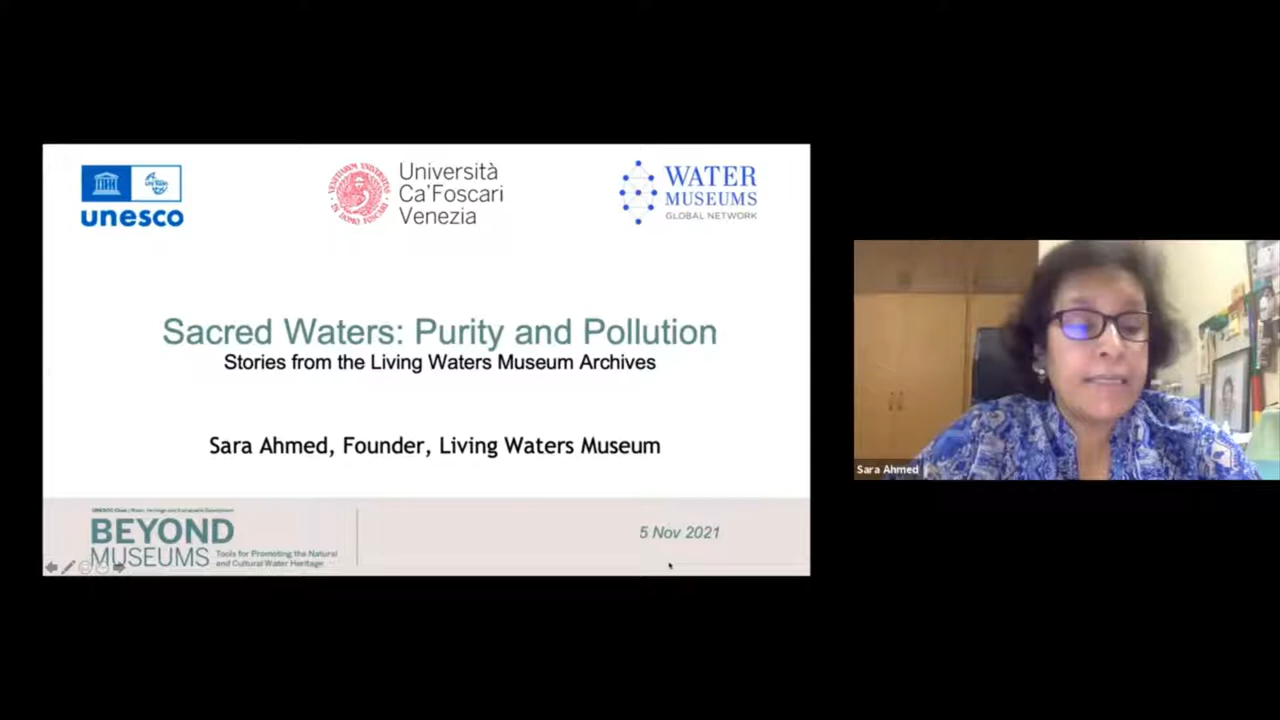 unesco
Università
Ca'Foscari
Venezia
WATER
MUSEUMS
GLOBAL NETWORK
Sacred Waters: Purity and Pollution
Stories from the Living Waters Museum Archives
Sara Ahmed, Founder, Living Waters Museum
BEYOND
MUSEUMS
Tools for Promoting the Natural
and Cultural Water Heritage
5 Nov 2021
Sara Ahmed